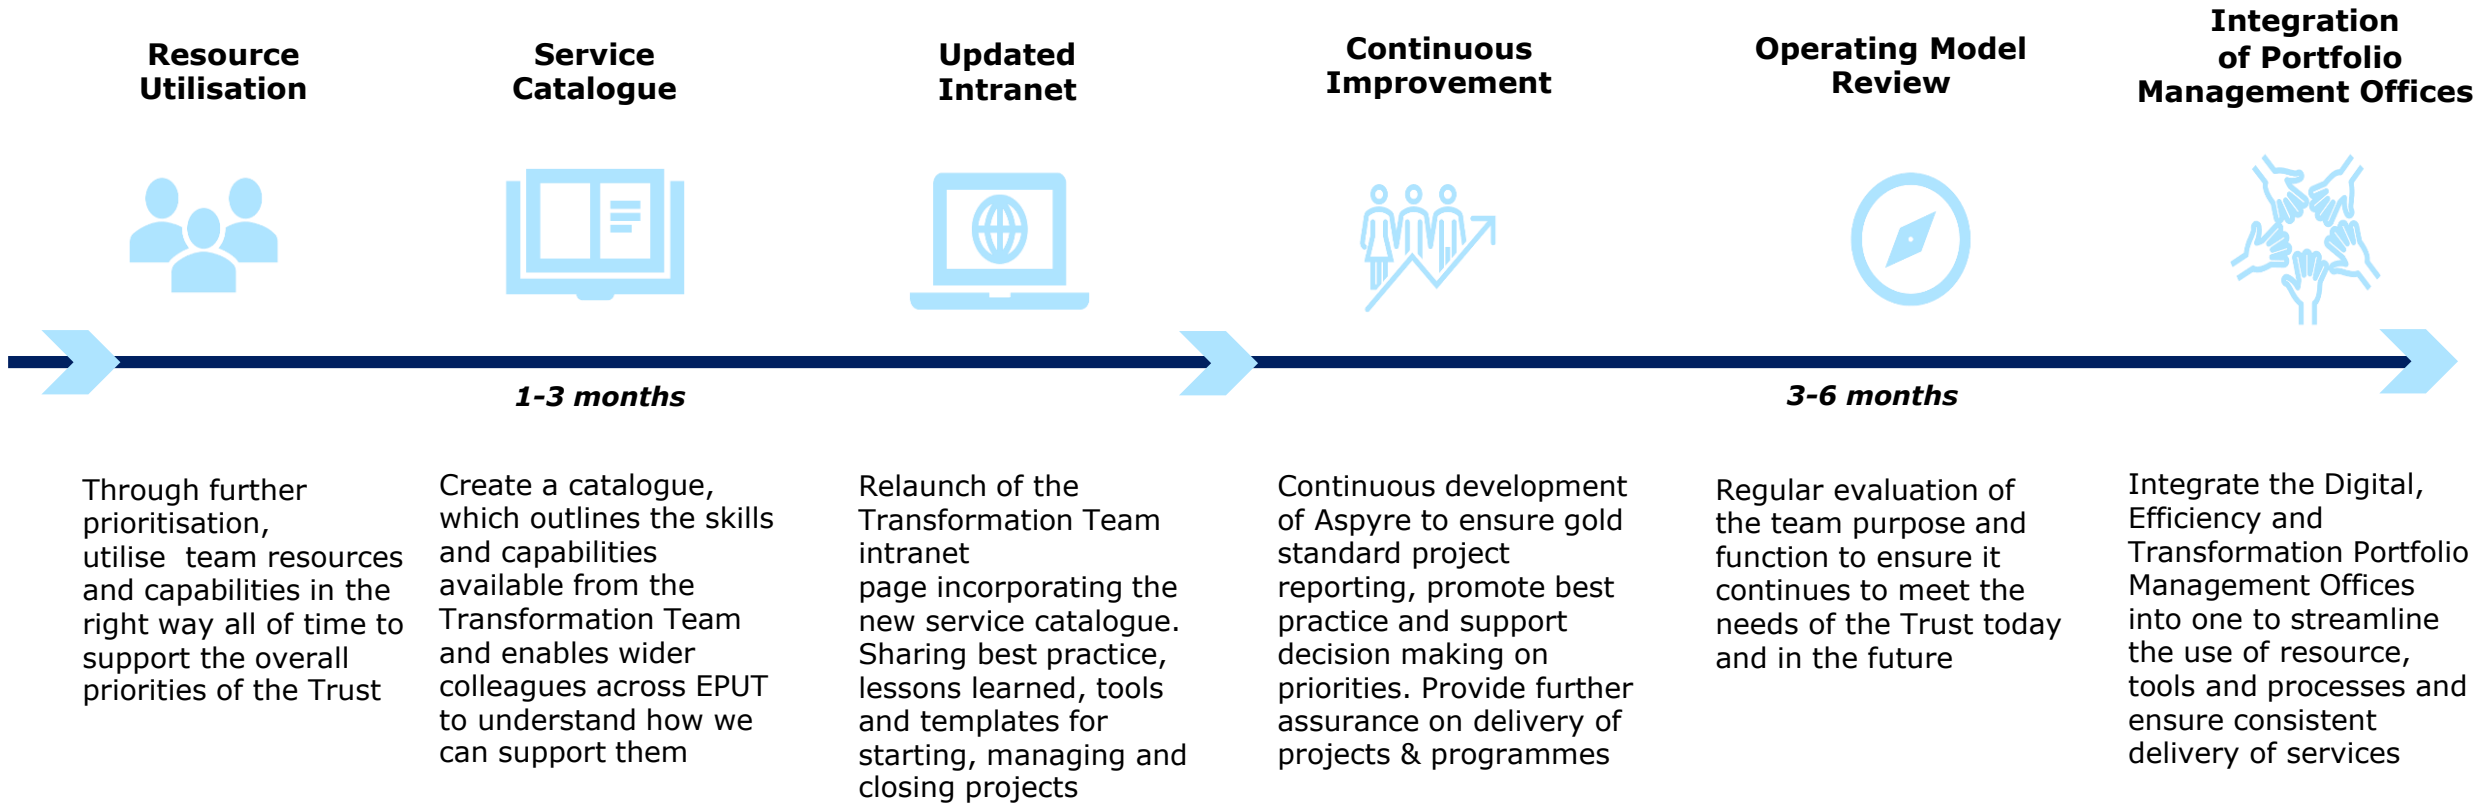 Resource
Utilisation
Service
Catalogue
Updated
Intranet
Continuous
Improvement
Operating Model
Review
Integration
of Portfolio
Management Offices
1-3 months
3-6 months
Through further
prioritisation,
utilise  team resources
and capabilities in the
right way all of time to
support the overall
priorities of the Trust
Create a catalogue,
which outlines the skills
and capabilities
available from the
Transformation Team
and enables wider
colleagues across EPUT
to understand how we
can support them
Relaunch of the
Transformation Team
intranet
page incorporating the
new service catalogue.
Sharing best practice,
lessons learned, tools
and templates for
starting, managing and
closing projects
Continuous development
of Aspyre to ensure gold
standard project
reporting, promote best
practice and support
decision making on
priorities. Provide further
assurance on delivery of
projects & programmes
Regular evaluation of
the team purpose and
function to ensure it
continues to meet the
needs of the Trust today
and in the future
Integrate the Digital,
Efficiency and
Transformation Portfolio
Management Offices
into one to streamline
the use of resource,
tools and processes and
ensure consistent
delivery of services